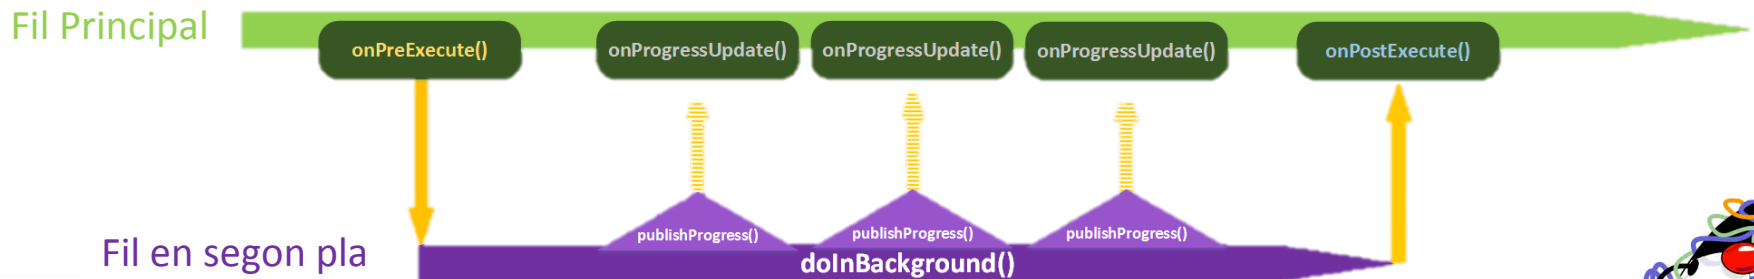 Fil Principal
onPreExecute()
onProgressUpdate()
onProgressUpdate()
onProgressUpdate()
onPostExecute()
publishProgress()
publishProgress()
publishProgress()
Fil en segon pla
doInBackground()